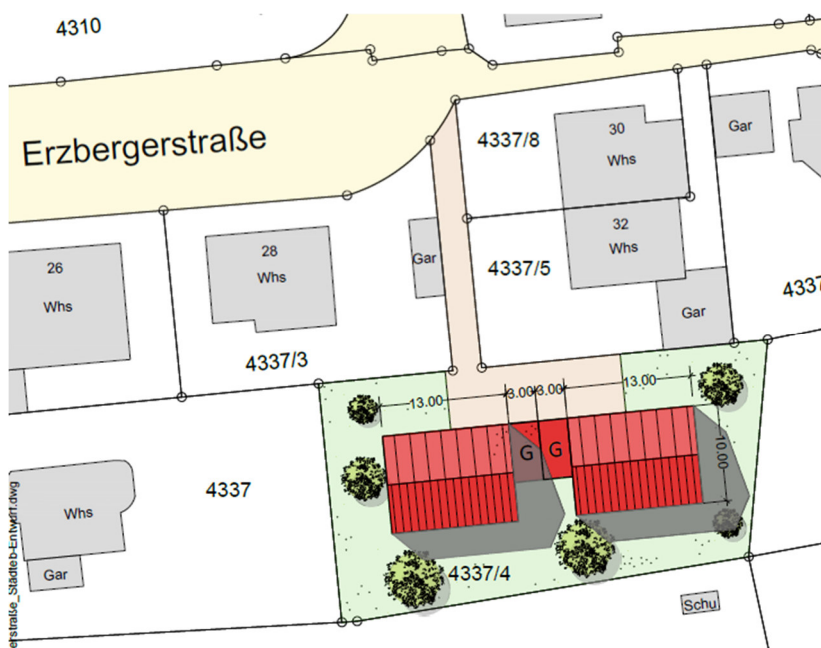 4310
Erzbergerstraße
4337/8
30
Whs
Gar
32
Whs
26
Whs
28
Whs
Gar
4337/5
Gar
4337
4337/3
13.00
3.00
3.00
13.00
10.00
G
G
4337
Whs
Gar
4337/4
Schu
erstraße_Städteb-Entwurf.dwg